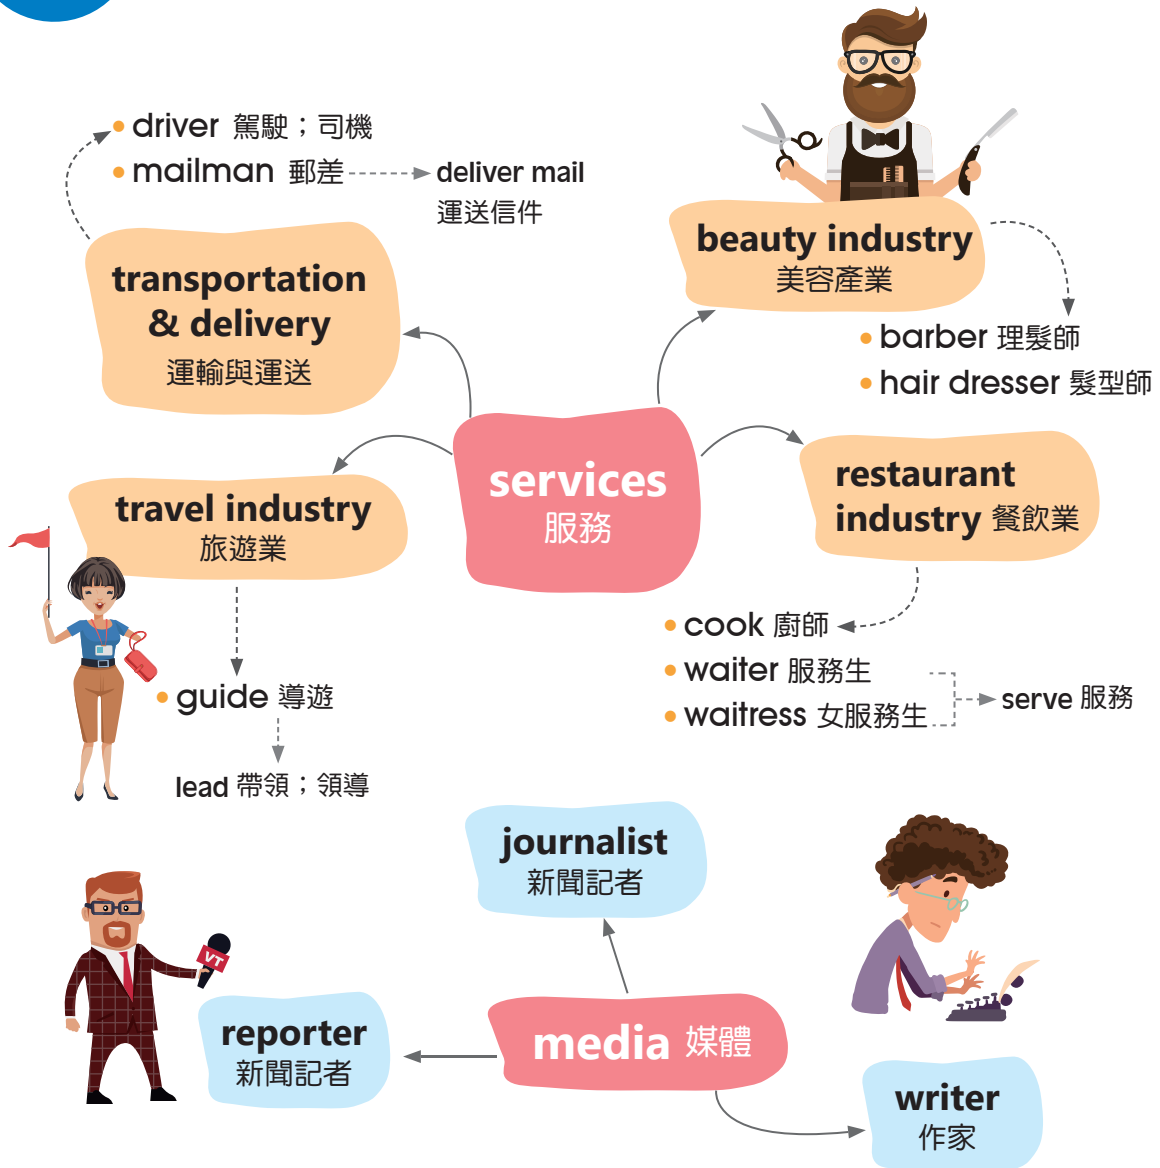 driver 駕駛；司機
mailman 郵差
deliver mail
運送信件
transportation
& delivery
運輸與運送
beauty industry
美容產業
barber 理髮師
hair dresser 髮型師
services
服務
travel industry
旅遊業
restaurant
industry 餐飲業
cook 廚師
waiter 服務生
waitress 女服務生
serve 服務
guide 導遊
lead 帶領；領導
journalist
新聞記者
VT
reporter
新聞記者
media 媒體
writer
作家